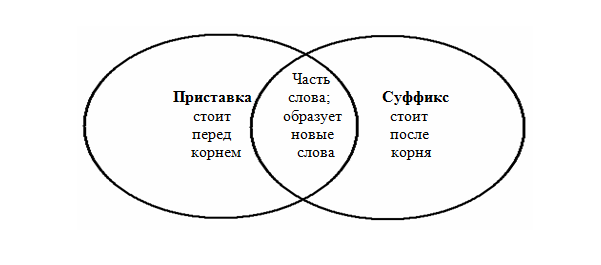 Приставка
стоит
перед
корнем
Часть
слова;
образует
новые
слова
Суффикс
стоит
после
корня